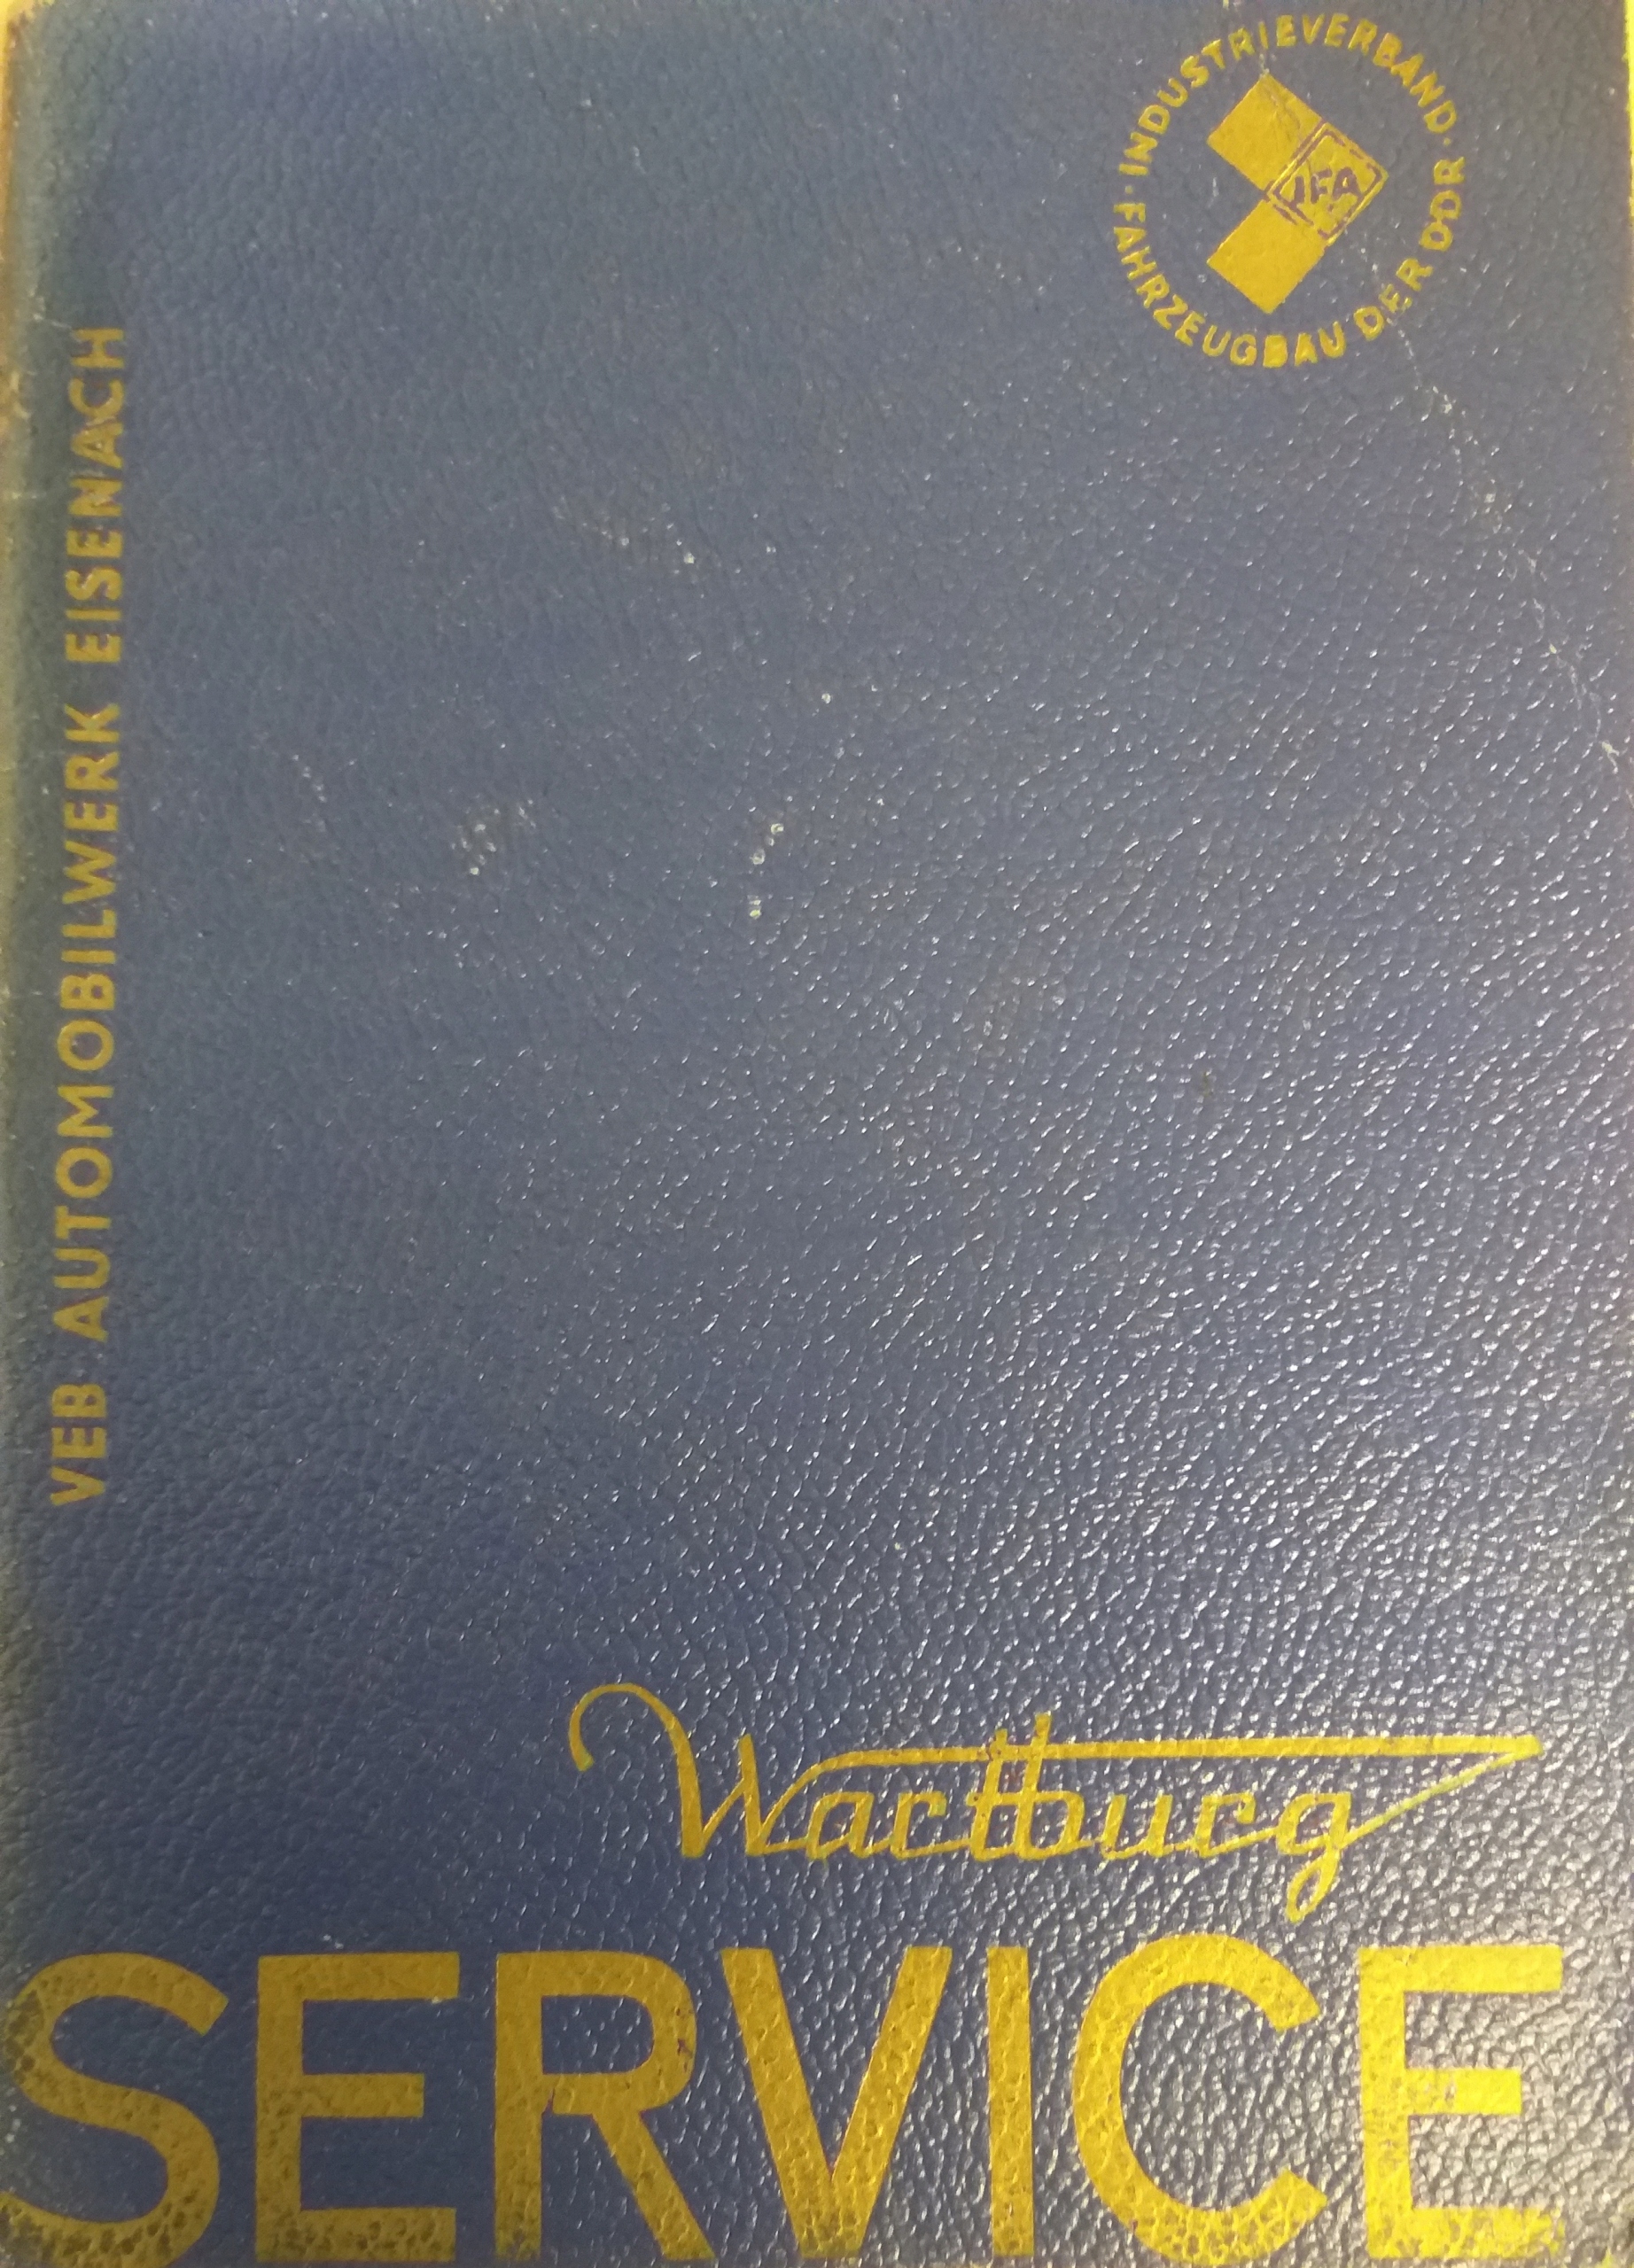 · INDUSTRIEVERBAND · FAHRZEUGBAU DER DDR
IFA
VEB AUTOMOBILWERK EISENACH
Wartburg
SERVICE